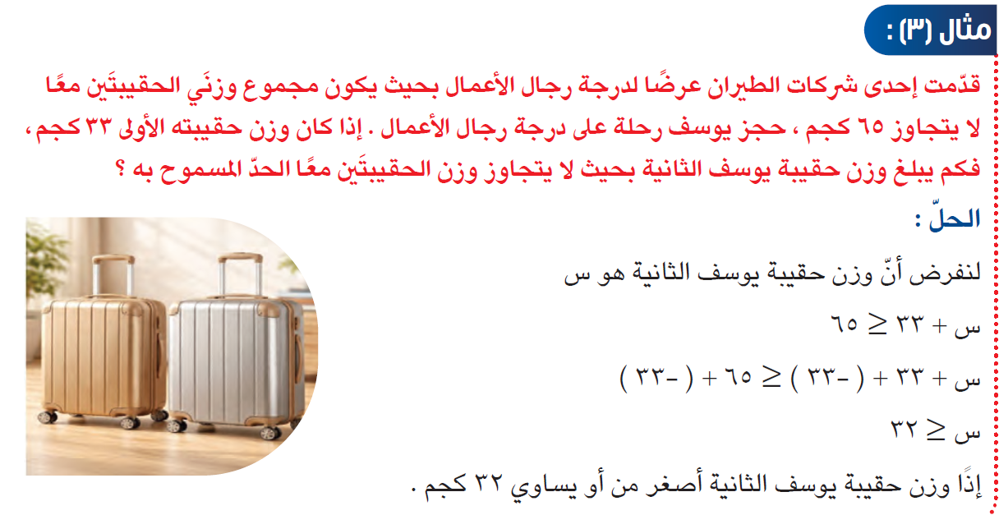 مثال (٣) :
قدّمت إحدى شركات الطيران عرضًا لدرجة رجال الأعمال بحيث يكون مجموع وزنَي الحقيبتَين معًا
لا يتجاوز ٦٥ كجم ، حجز يوسف رحلة على درجة رجال الأعمال . إذا كان وزن حقيبته الأولى ٣٣ كجم ،
فكم يبلغ وزن حقيبة يوسف الثانية بحيث لا يتجاوز وزن الحقيبتَين معًا الحدّ المسموح به ؟
الحلّ :
لنفرض أنّ وزن حقيبة يوسف الثانية هو س
س + ٣٣ ≤ ٦٥
س + ٣٣ + ( -٣٣ ) ≤ ٦٥ + ( -٣٣ )
س ≤ ٣٢
إذًا وزن حقيبة يوسف الثانية أصغر من أو يساوي ٣٢ كجم .